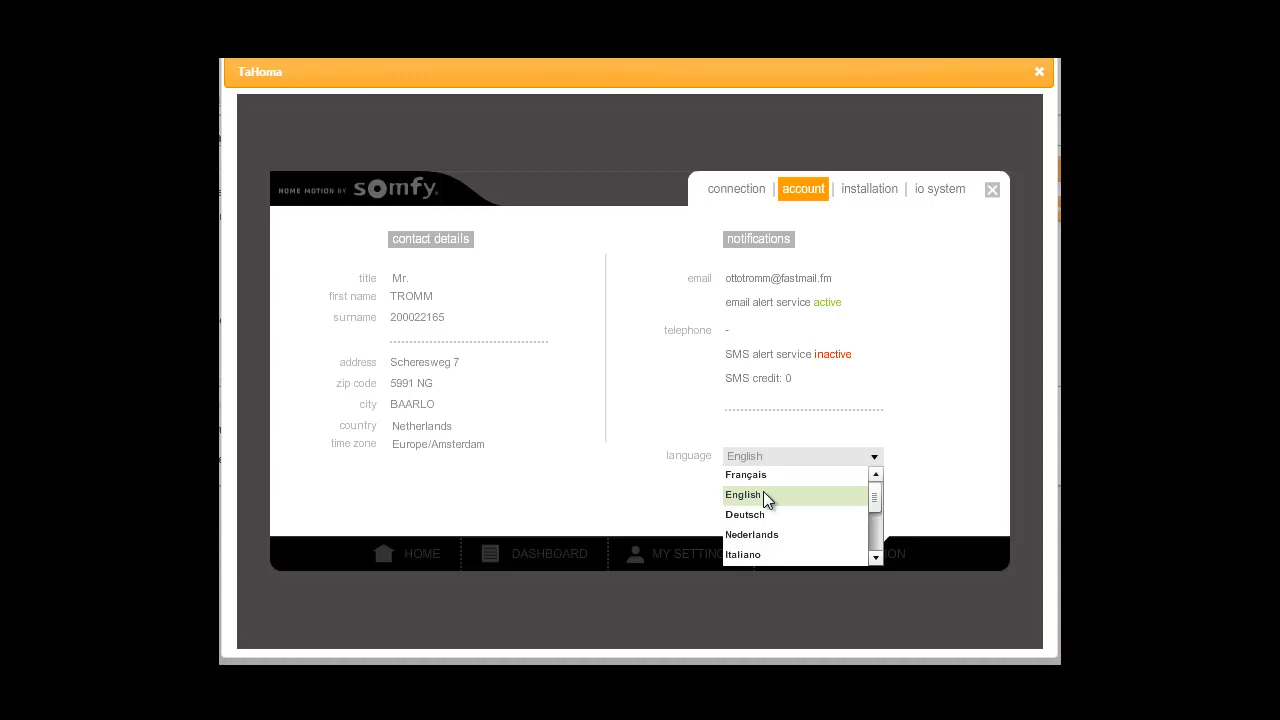 TaHoma
HOME MOTION BY somfy.
connection | account | installation | io system
contact details
title Mr.
first name TROMM
surname 200022165
address Scheresweg 7
zip code 5991 NG
city BAARLO
country Netherlands
time zone Europe/Amsterdam
notifications
email ottotromm@fastmail.fm
email alert service active
telephone -
SMS alert service inactive
SMS credit: 0
language English
Français
English
Deutsch
Nederlands
Italiano
HOME DASHBOARD MY SETTING